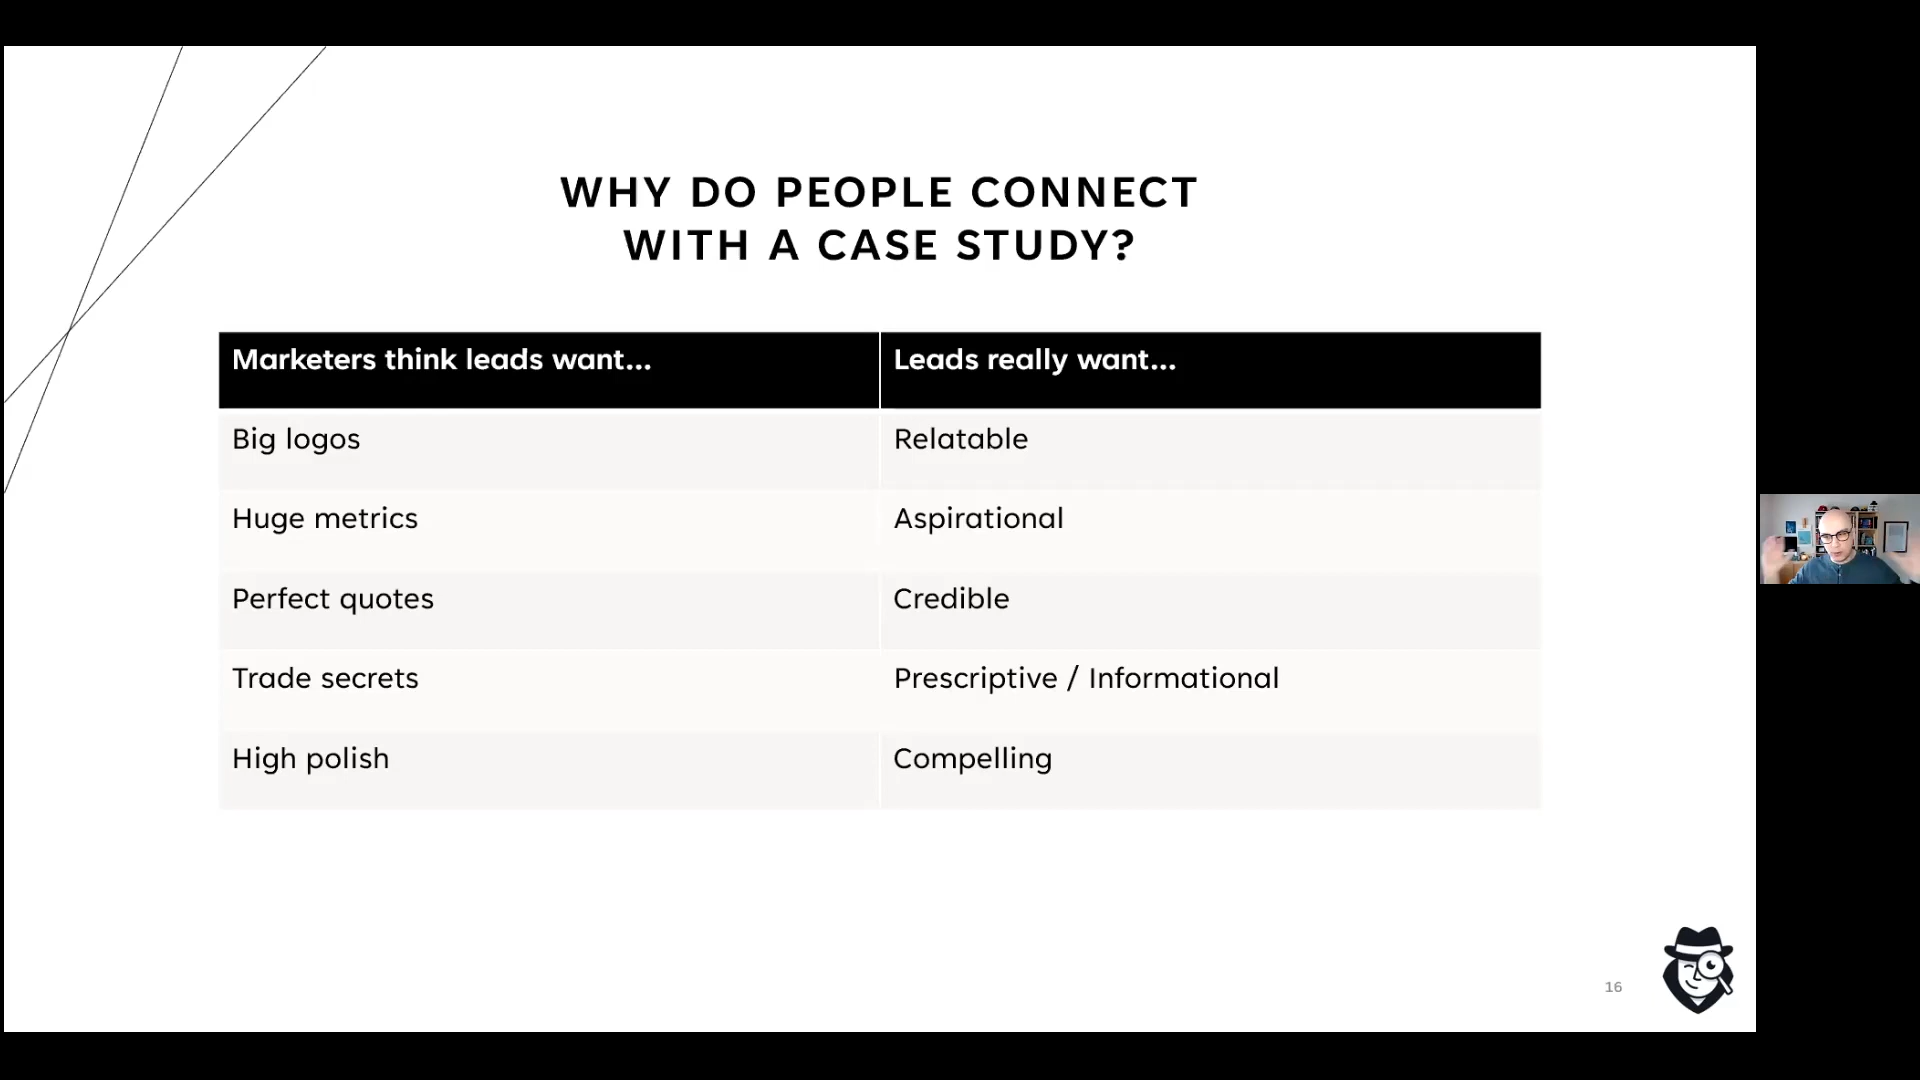 WHY DO PEOPLE CONNECT
WITH A CASE STUDY?
Marketers think leads want...
Leads really want...
Big logos
Relatable
Huge metrics
Aspirational
Perfect quotes
Credible
Trade secrets
Prescriptive / Informational
High polish
Compelling
16